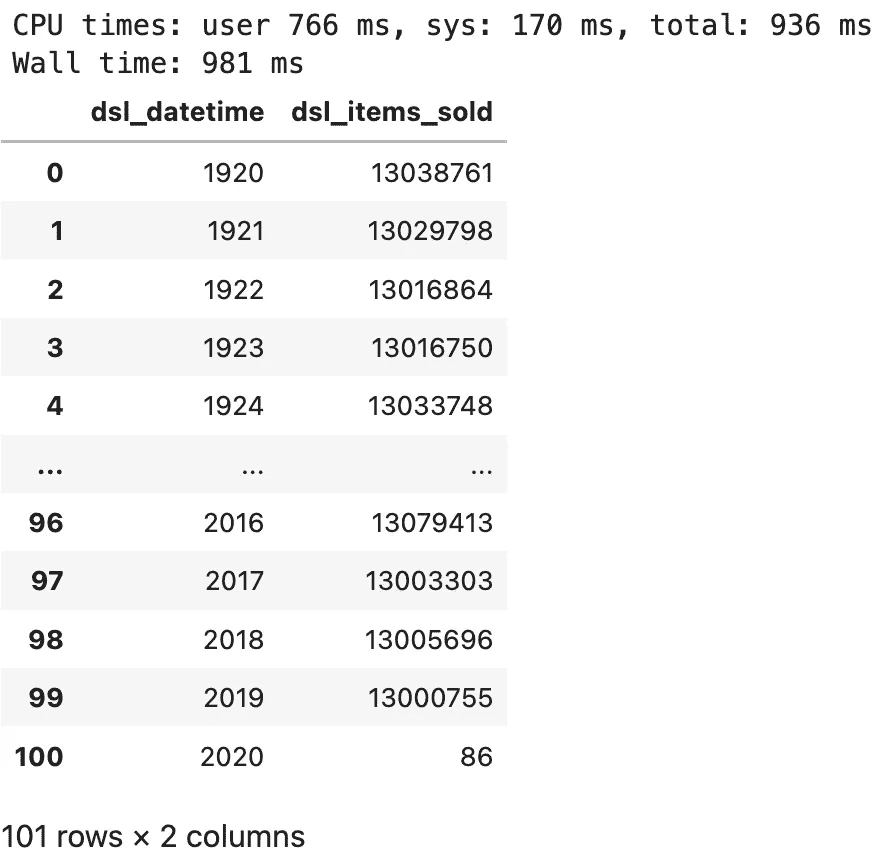 CPU times: user 766 ms, sys: 170 ms, total: 936 ms
Wall time: 981 ms
dsl_datetime dsl_items_sold
0 1920 13038761
1 1921 13029798
2 1922 13016864
3 1923 13016750
4 1924 13033748
... ... ...
96 2016 13079413
97 2017 13003303
98 2018 13005696
99 2019 13000755
100 2020 86
101 rows × 2 columns